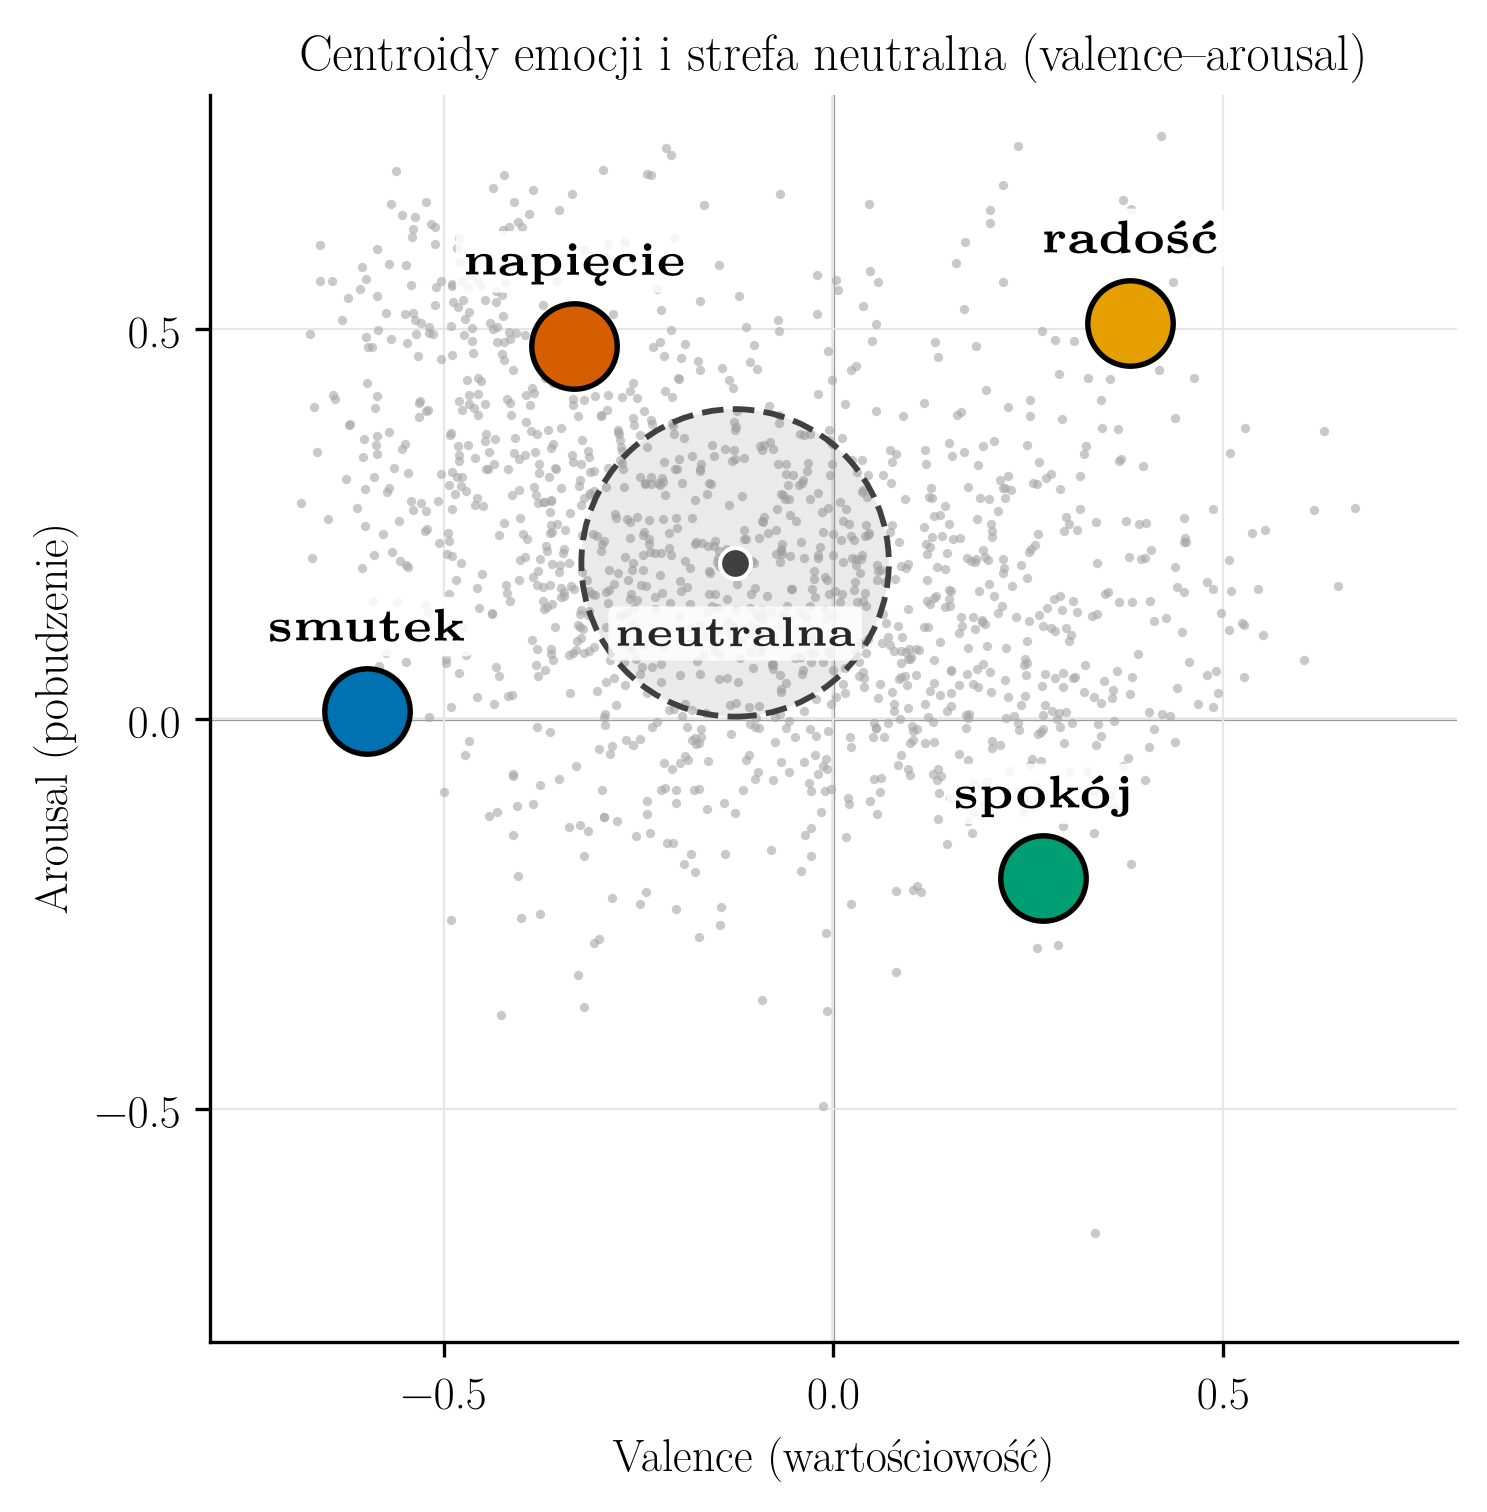 Centroidy emocji i strefa neutralna (valence–arousal)
radość
napięcie
0.5
smutek
neutralna
0.0
spokój
−0.5
Arousal (pobudzenie)
−0.5
0.0
0.5
Valence (wartościowość)